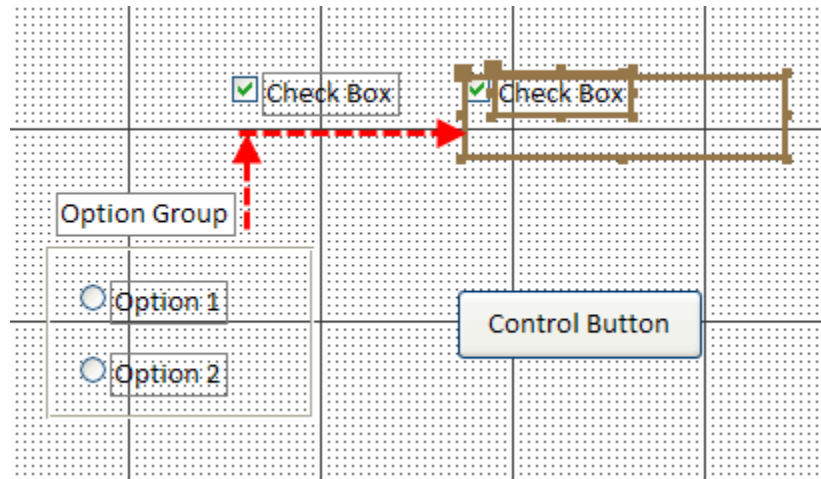 Check Box
Check Box
Option Group
Option 1
Control Button
Option 2